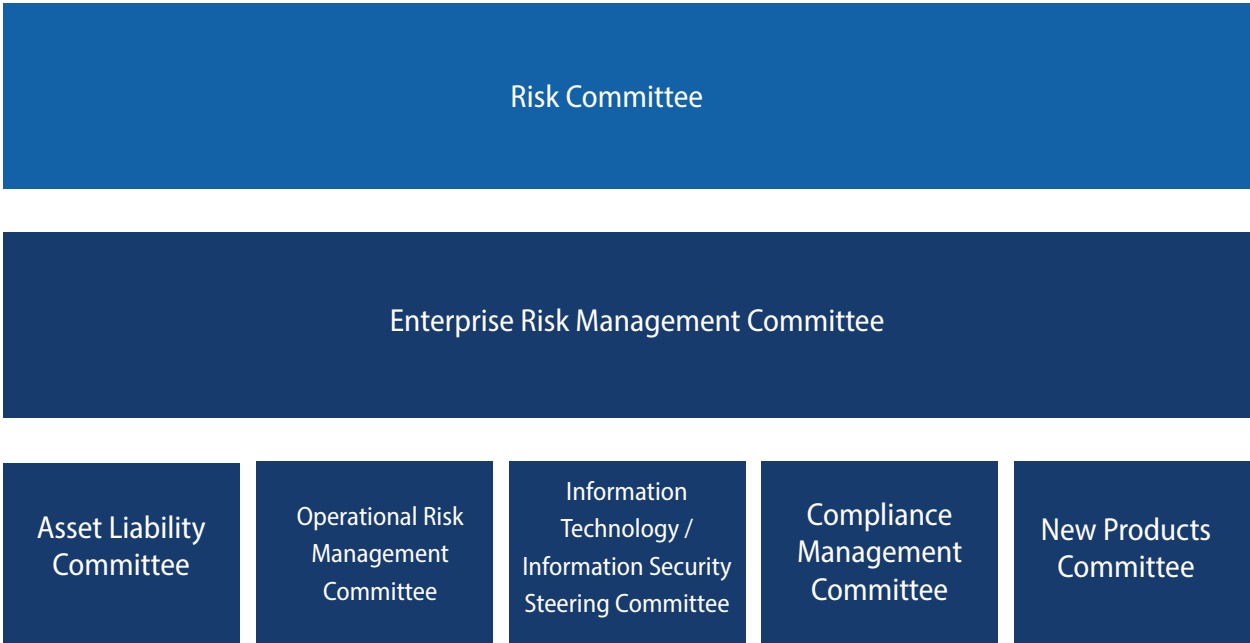 Risk Committee
Enterprise Risk Management Committee
Asset Liability
Committee
Operational Risk
Management
Committee
Information
Technology /
Information Security
Steering Committee
Compliance
Management
Committee
New Products
Committee